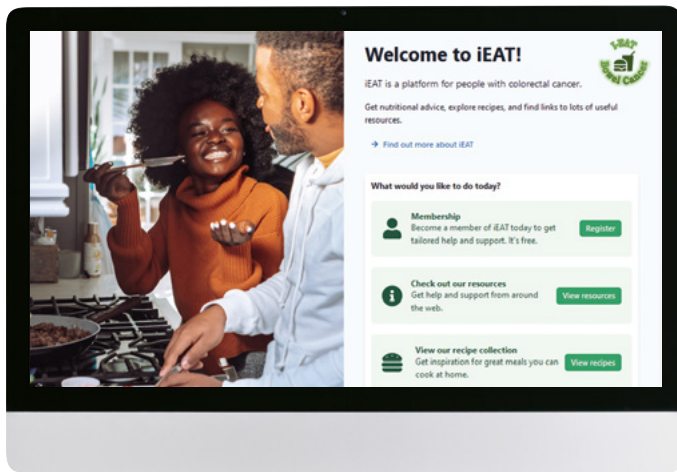 Welcome to iEAT!
I-EAT
Bowel Cancer
iEAT is a platform for people with colorectal cancer.
Get nutritional advice, explore recipes, and find links to lots of useful
resources.
→ Find out more about iEAT
What would you like to do today?
Membership
Become a member of iEAT today to get
tailored help and support. It's free.
Register
Check out our resources
Get help and support from around
the web.
View resources
View our recipe collection
Get inspiration for great meals you can
cook at home.
View recipes